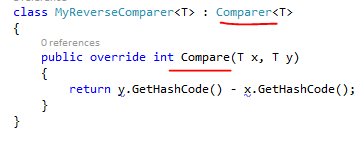 class MyReverseComparer<T> : Comparer<T>
{
0 references
public override int Compare(T x, T y)
{
return y.GetHashCode() - x.GetHashCode();
}
}